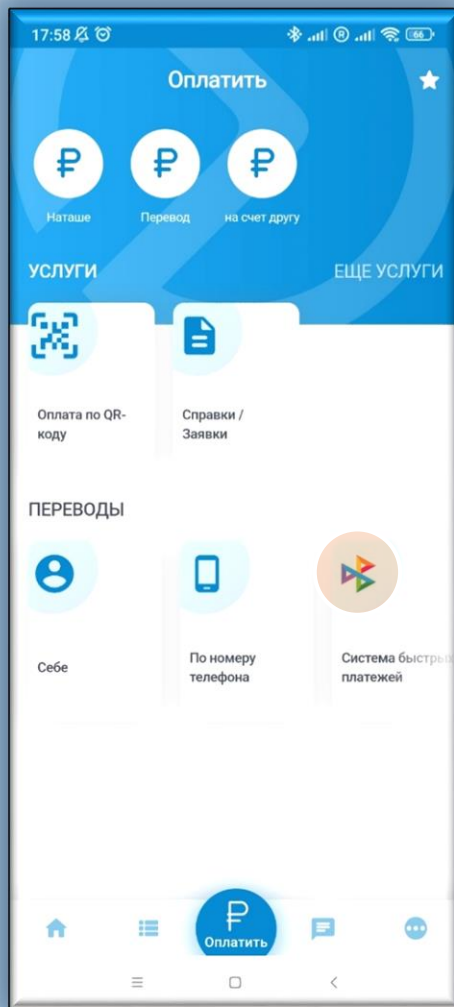 17:58
66
Оплатить
Наташе
Перевод
на счет другу
УСЛУГИ
ЕЩЕ УСЛУГИ
Оплата по QR-
коду
Справки /
Заявки
ПЕРЕВОДЫ
Себе
По номеру
телефона
Система быстры
платежей
Оплатить